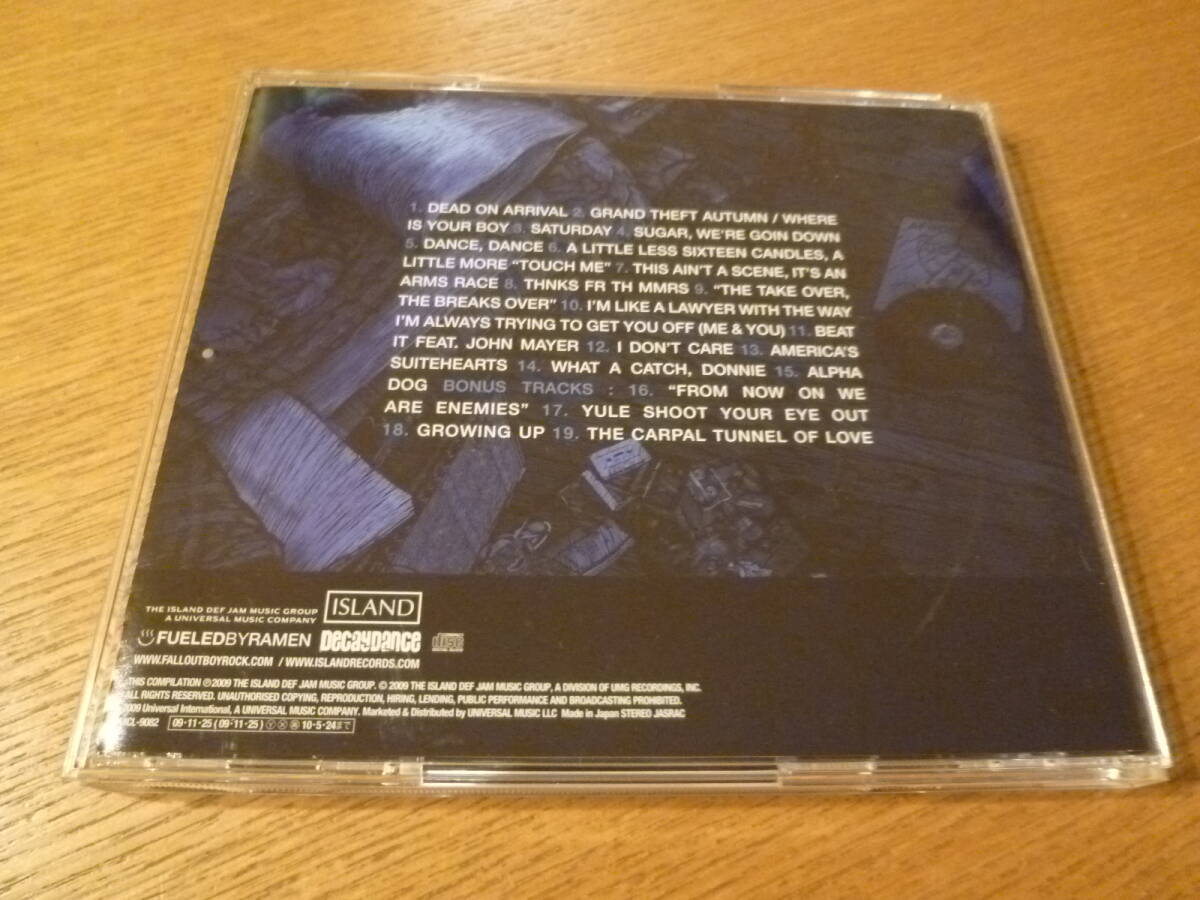 1. DEAD ON ARRIVAL 2. GRAND THEFT AUTUMN / WHERE
IS YOUR BOY 3. SATURDAY 4. SUGAR, WE'RE GOIN DOWN
5. DANCE, DANCE 6. A LITTLE LESS SIXTEEN CANDLES, A
LITTLE MORE "TOUCH ME" 7. THIS AIN'T A SCENE, IT'S AN
ARMS RACE 8. THNKS FR TH MMRS 9. "THE TAKE OVER,
THE BREAKS OVER" 10. I'M LIKE A LAWYER WITH THE WAY
I'M ALWAYS TRYING TO GET YOU OFF (ME & YOU) 11. BEAT
IT FEAT. JOHN MAYER 12. I DON'T CARE 13. AMERICA'S
SUITEHEARTS 14. WHAT A CATCH, DONNIE 15. ALPHA
DOG BONUS TRACKS : 16. "FROM NOW ON WE
ARE ENEMIES" 17. YULE SHOOT YOUR EYE OUT
18. GROWING UP 19. THE CARPAL TUNNEL OF LOVE
THE ISLAND DEF JAM MUSIC GROUP
A UNIVERSAL MUSIC COMPANY
ISLAND
FUELEDBYRAMEN DECAYDANCE disc
WWW.FALLOUTBOYROCK.COM / WWW.ISLANDRECORDS.COM
THIS COMPILATION ℗ 2009 THE ISLAND DEF JAM MUSIC GROUP. © 2009 THE ISLAND DEF JAM MUSIC GROUP, A DIVISION OF UMG RECORDINGS, INC.
ALL RIGHTS RESERVED. UNAUTHORISED COPYING, REPRODUCTION, HIRING, LENDING, PUBLIC PERFORMANCE AND BROADCASTING PROHIBITED.
2009 Universal International, A UNIVERSAL MUSIC COMPANY. Marketed & Distributed by UNIVERSAL MUSIC LLC Made in Japan STEREO JASRAC
CL-9082 09·11·25 (09·11·25) 10·5·24まで